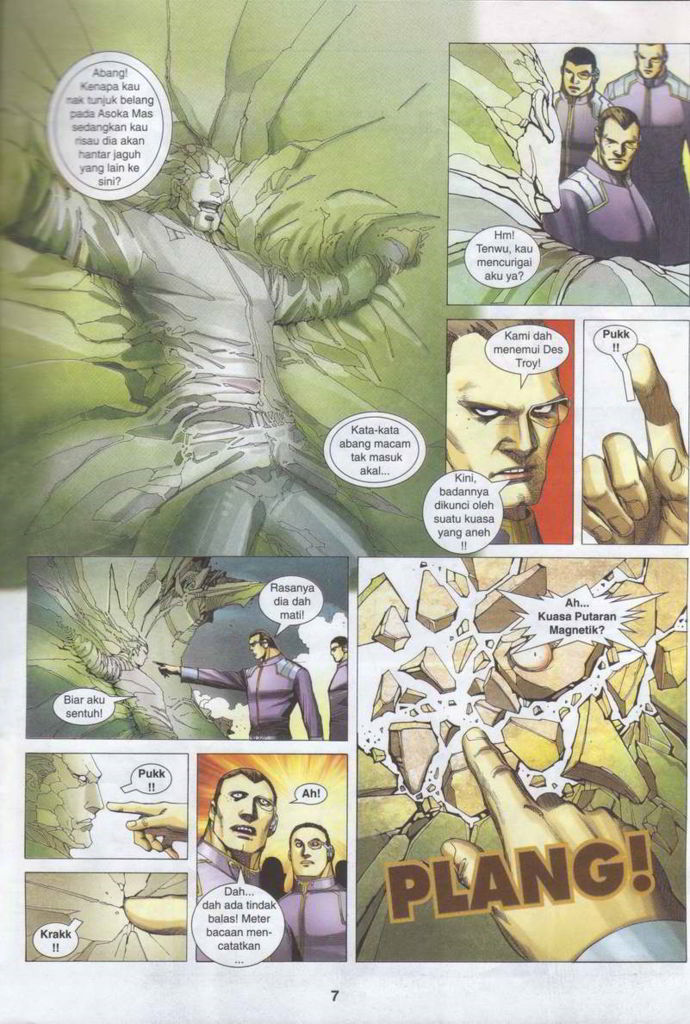 Abang!
Kenapa kau
nak tunjuk belang
pada Asoka Mas
sedangkan kau
risau dia akan
hantar jaguh
yang lain ke
sini?
Kata-kata
abang macam
tak masuk
akal...
Hm!
Tenwu, kau
mencurigai
aku ya?
Kami dah
menemui Des
Troy!
Kini,
badannya
dikunci oleh
suatu kuasa
yang aneh
!!
Pukk
!!
Rasanya
dia dah
mati!
Biar aku
sentuh!
Pukk
!!
Krakk
!!
Ah!
Dah...
dah ada tindak
balas! Meter
bacaan men-
catatkan
...
Ah...
Kuasa Putaran
Magnetik?
PLANG!
7